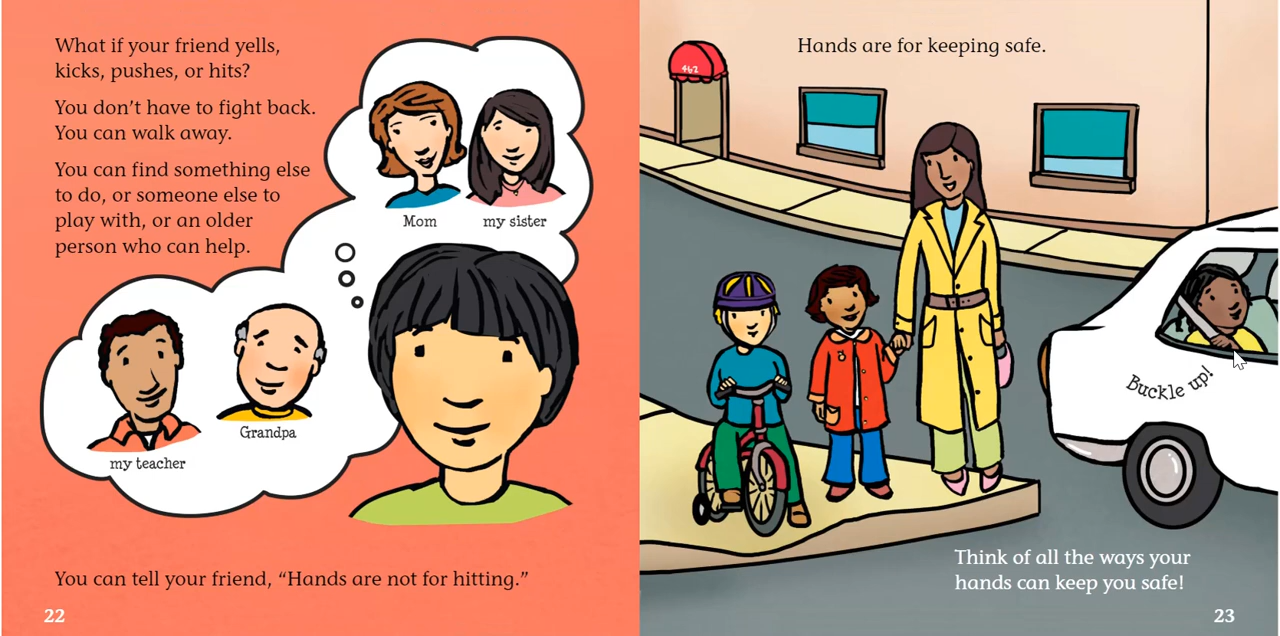 What if your friend yells,
kicks, pushes, or hits?
You don’t have to fight back.
You can walk away.
You can find something else
to do, or someone else to
play with, or an older
person who can help.
Mom
my sister
my teacher
Grandpa
You can tell your friend, “Hands are not for hitting.”
22
Hands are for keeping safe.
462
Buckle up!
Think of all the ways your
hands can keep you safe!
23